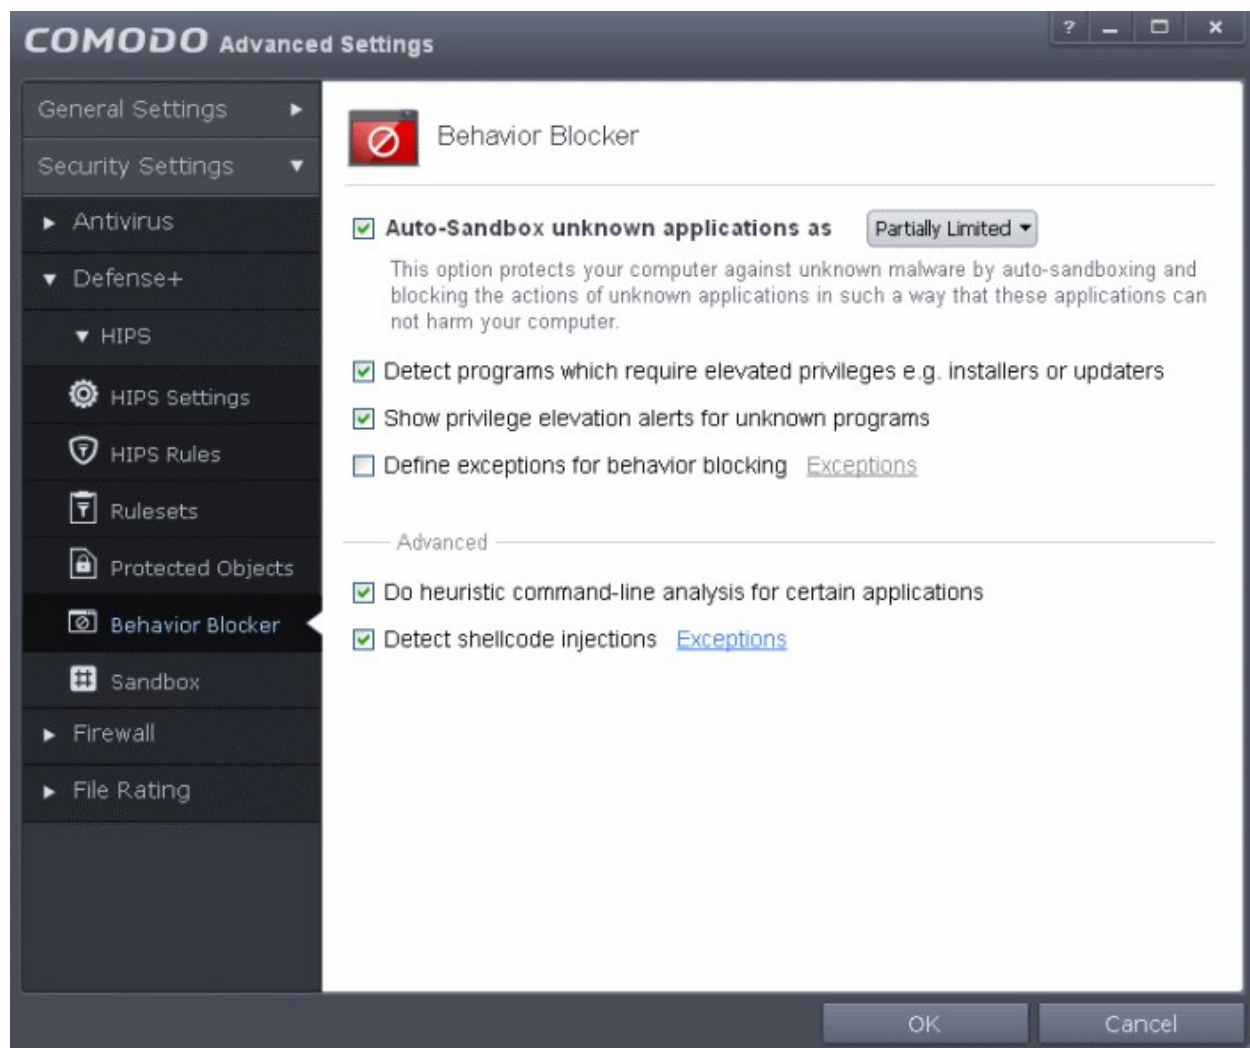 COMODO Advanced Settings
?
General Settings
Security Settings
Antivirus
Defense+
HIPS
HIPS Settings
HIPS Rules
Rulesets
Protected Objects
Behavior Blocker
Sandbox
Firewall
File Rating
Behavior Blocker
Auto-Sandbox unknown applications as Partially Limited
This option protects your computer against unknown malware by auto-sandboxing and
blocking the actions of unknown applications in such a way that these applications can
not harm your computer.
Detect programs which require elevated privileges e.g. installers or updaters
Show privilege elevation alerts for unknown programs
Define exceptions for behavior blocking Exceptions
Advanced
Do heuristic command-line analysis for certain applications
Detect shellcode injections Exceptions
OK Cancel